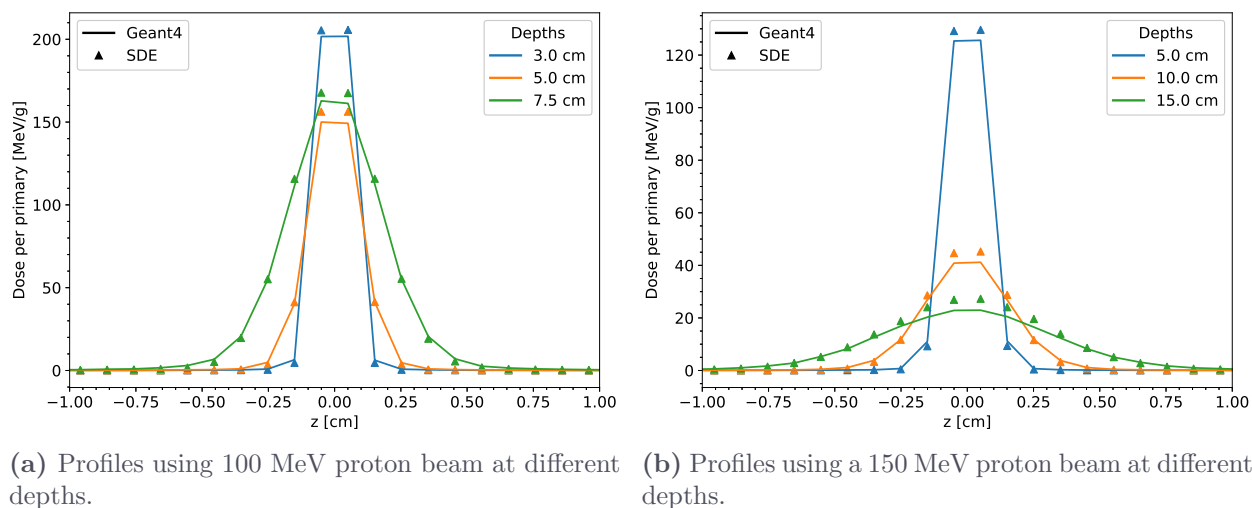 Geant4
SDE
Depths
3.0 cm
5.0 cm
7.5 cm
200
150
100
50
0
Dose per primary [MeV/g]
−1.00 −0.75 −0.50 −0.25 0.00 0.25 0.50 0.75 1.00
z [cm]
(a) Profiles using 100 MeV proton beam at different
depths.
Geant4
SDE
Depths
5.0 cm
10.0 cm
15.0 cm
120
100
80
60
40
20
0
Dose per primary [MeV/g]
−1.00 −0.75 −0.50 −0.25 0.00 0.25 0.50 0.75 1.00
z [cm]
(b) Profiles using a 150 MeV proton beam at different
depths.